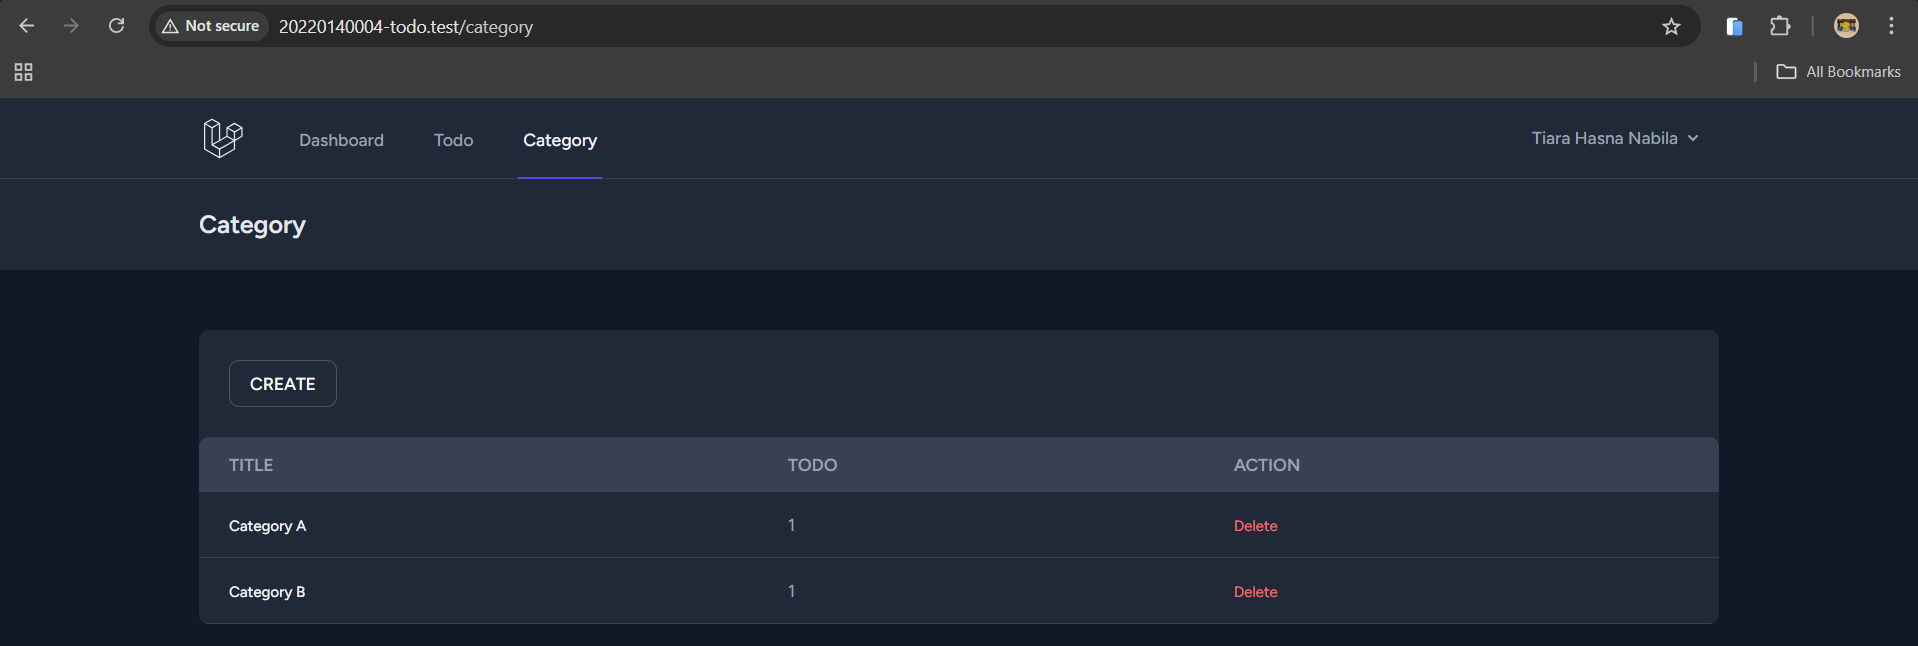 Not secure 20220140004-todo.test/category
All Bookmarks
Dashboard Todo Category Tiara Hasna Nabila
Category
CREATE
TITLE TODO ACTION
Category A 1 Delete
Category B 1 Delete